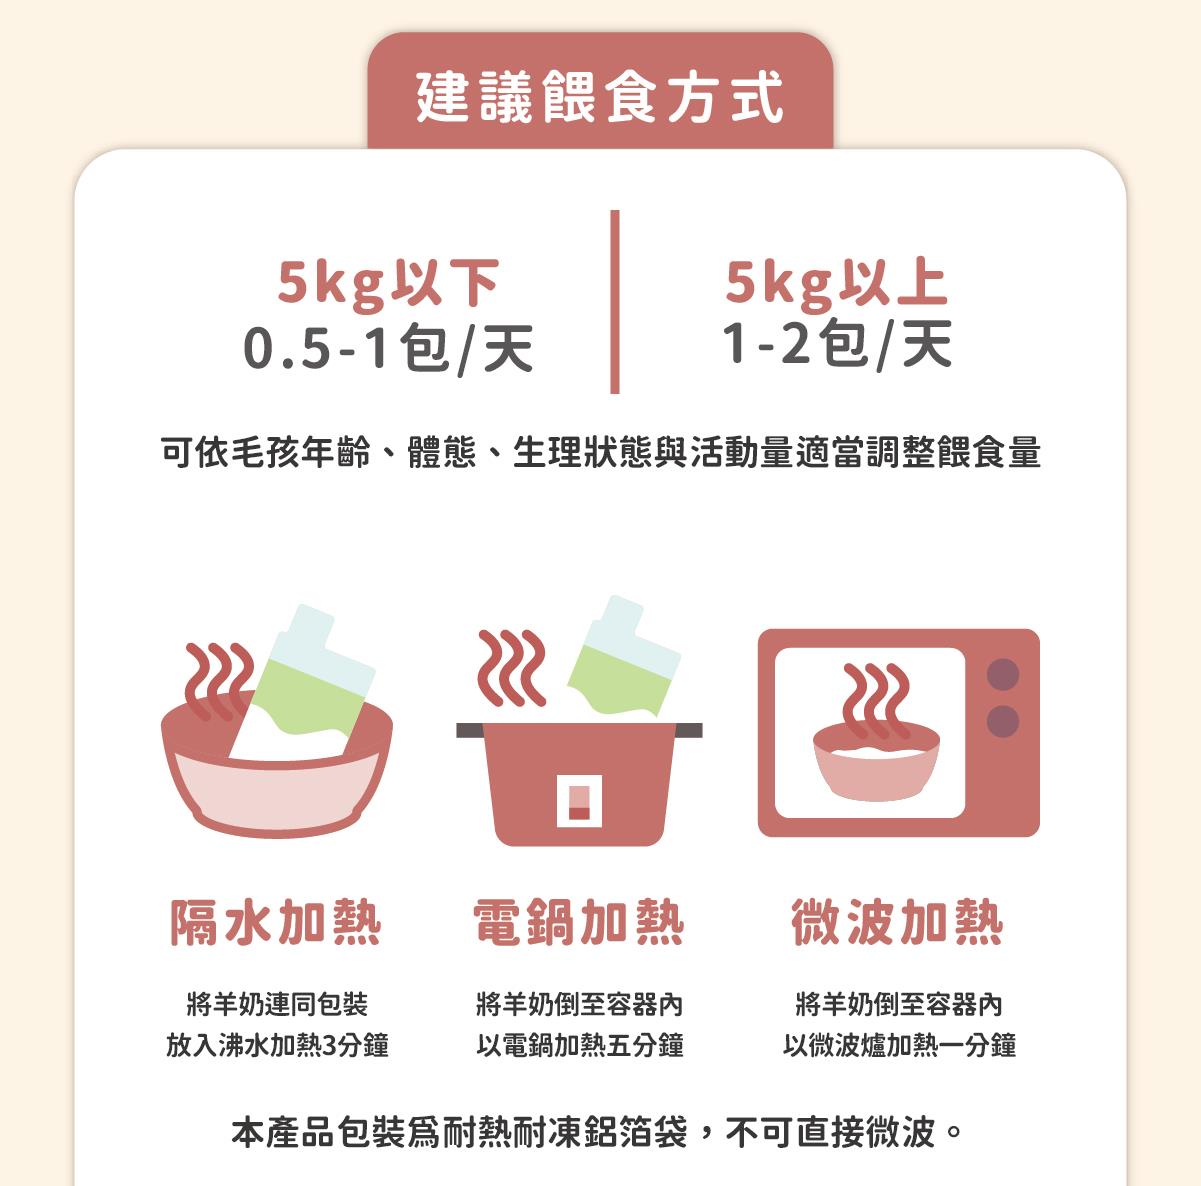 建議餵食方式
5kg以下
0.5-1包/天
5kg以上
1-2包/天
可依毛孩年齡、體態、生理狀態與活動量適當調整餵食量
隔水加熱
將羊奶連同包裝
放入沸水加熱3分鐘
電鍋加熱
將羊奶倒至容器內
以電鍋加熱五分鐘
微波加熱
將羊奶倒至容器內
以微波爐加熱一分鐘
本產品包裝爲耐熱耐凍鋁箔袋，不可直接微波。